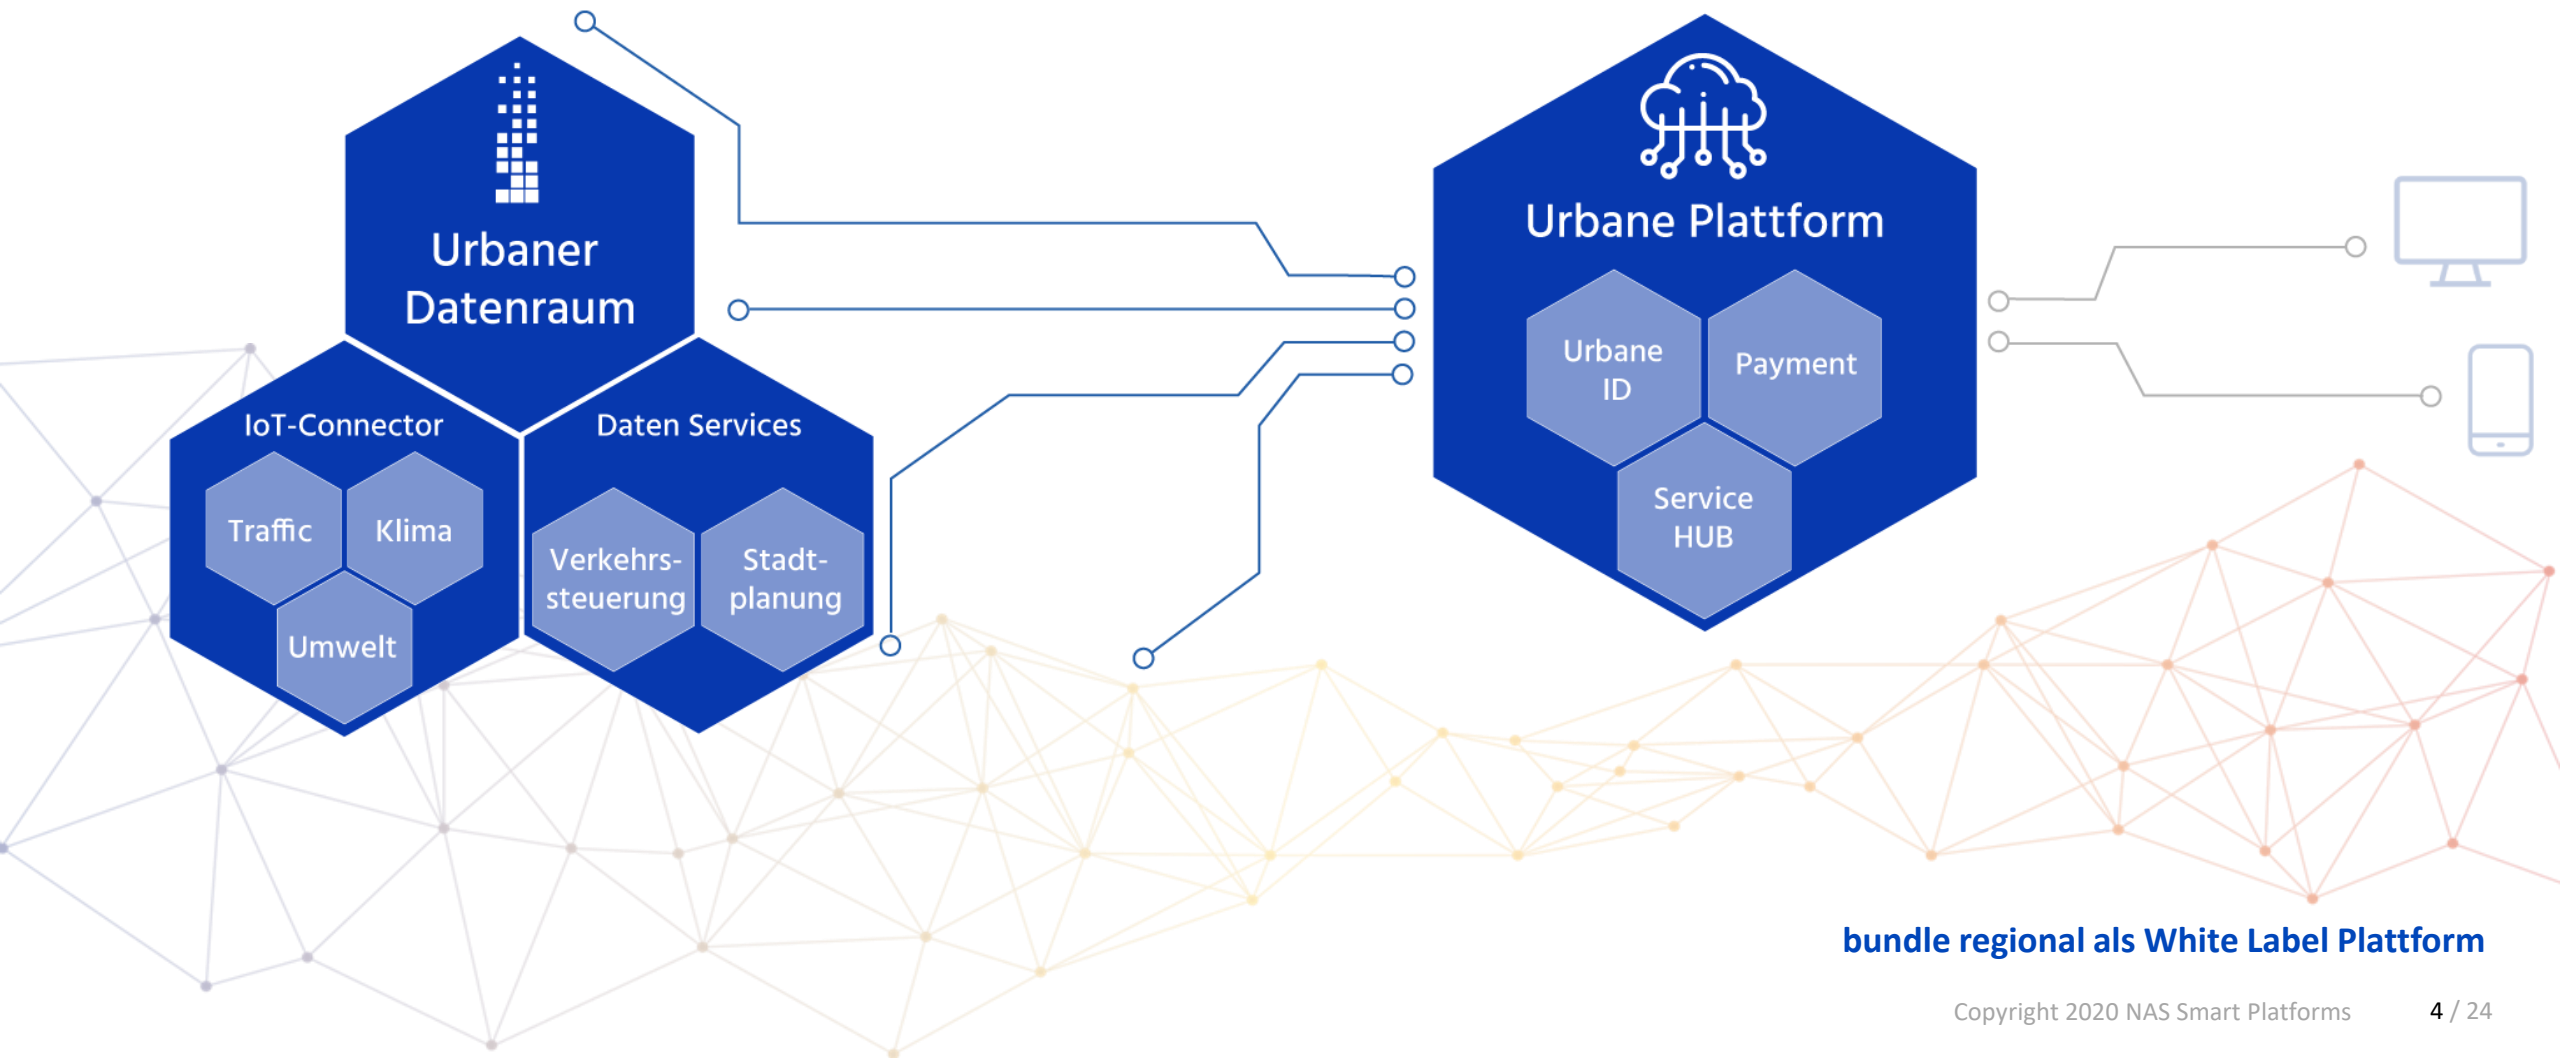 Urbaner
Datenraum
IoT-Connector
Traffic
Klima
Umwelt
Daten Services
Verkehrs-
steuerung
Stadt-
planung
Urbane Plattform
Urbane
ID
Payment
Service
HUB
bundle regional als White Label Plattform
Copyright 2020 NAS Smart Platforms
4 / 24